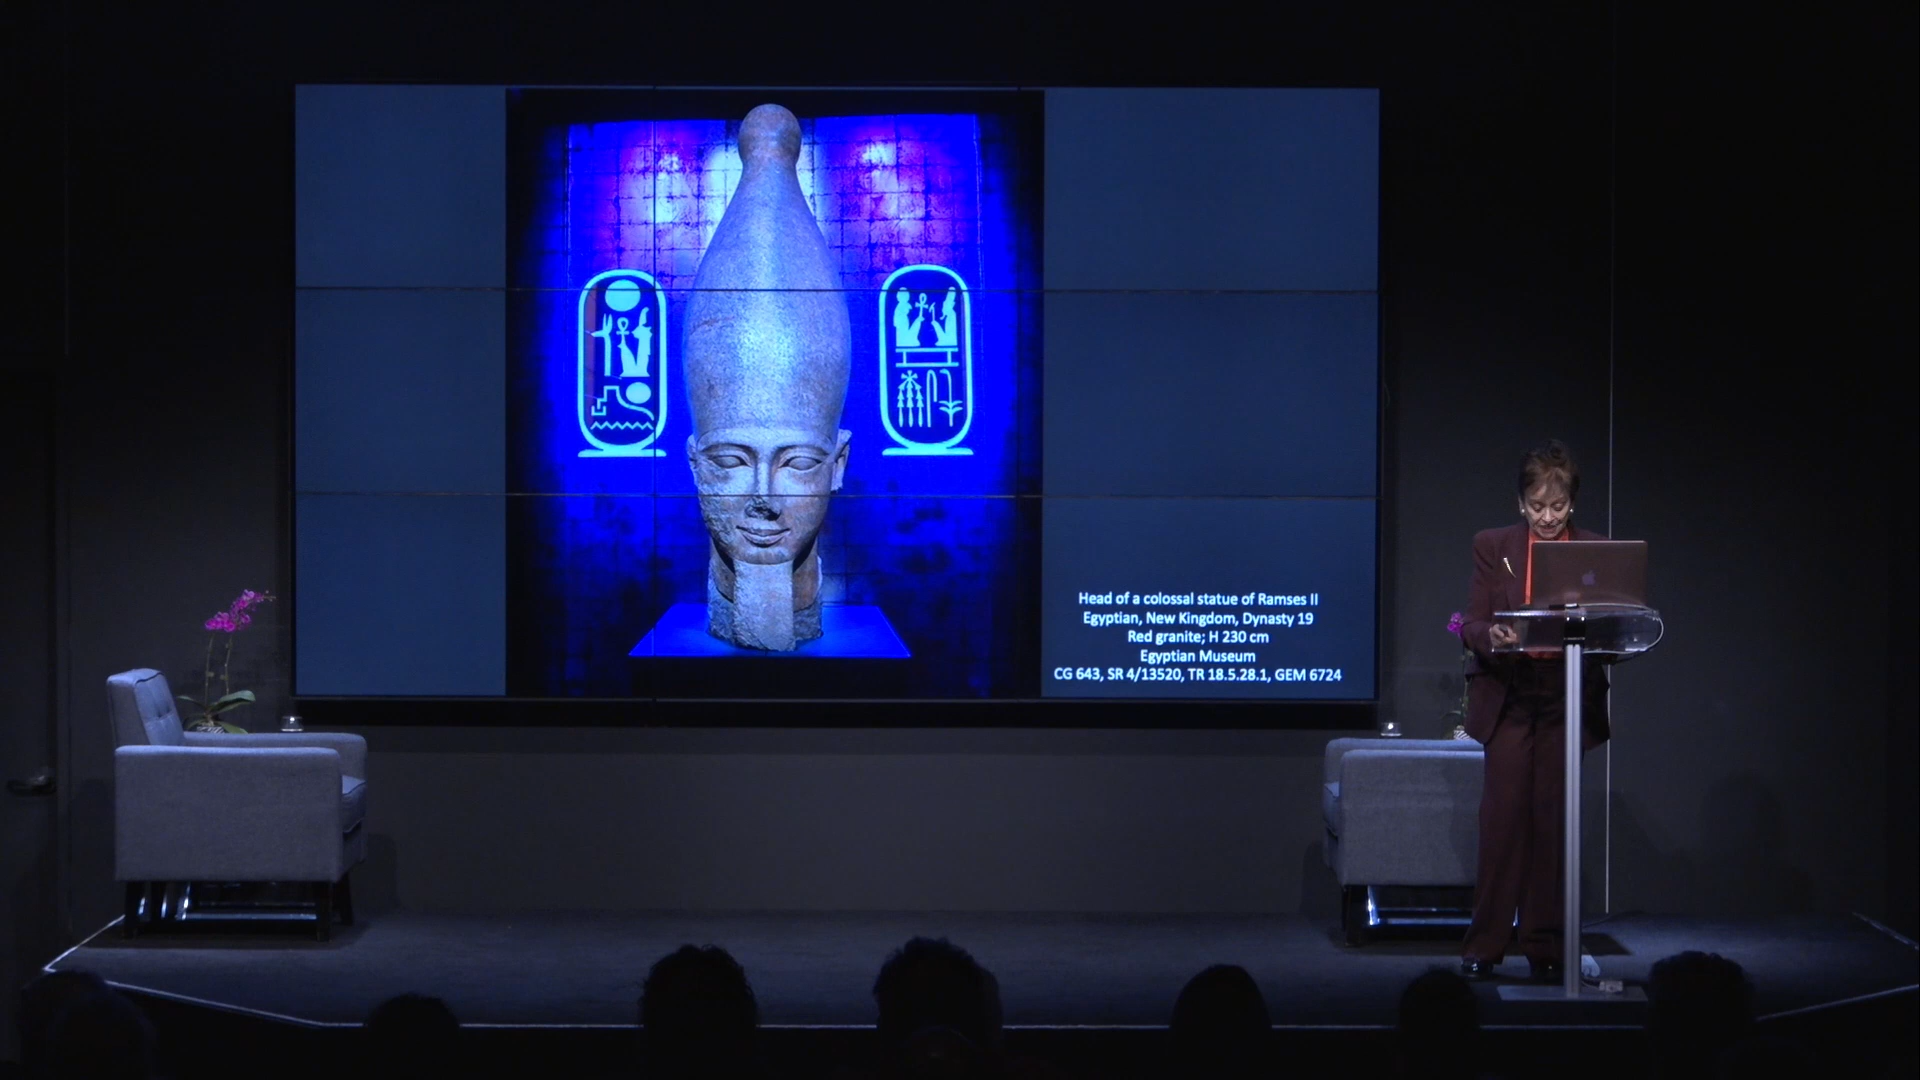 Head of a colossal statue of Ramses II
Egyptian, New Kingdom, Dynasty 19
Red granite; H 230 cm
Egyptian Museum
CG 643, SR 4/13520, TR 18.5.28.1, GEM 6724